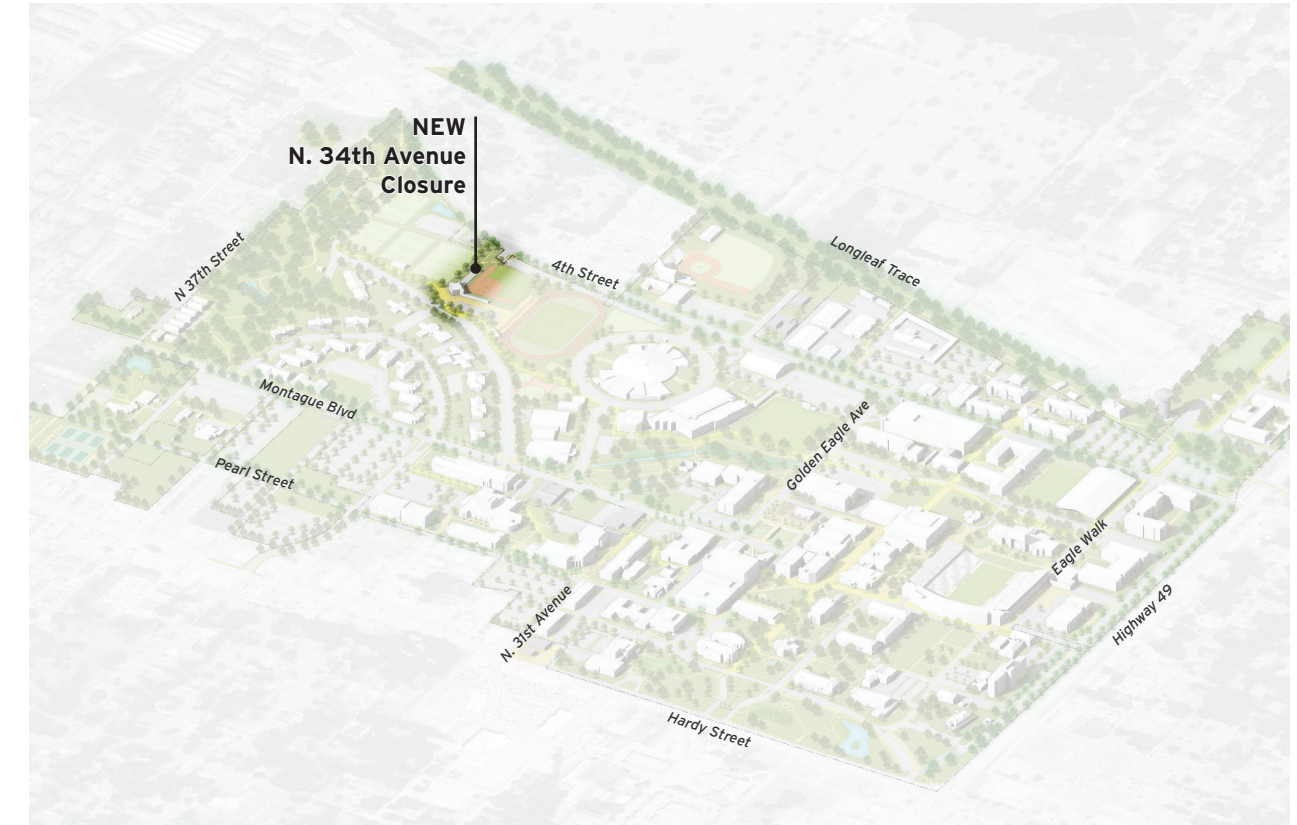 NEW
N. 34th Avenue
Closure
Longleaf Trace
N 37th Street
4th Street
Montague Blvd
Golden Eagle Ave
Pearl Street
Eagle Walk
N. 31st Avenue
Highway 49
Hardy Street